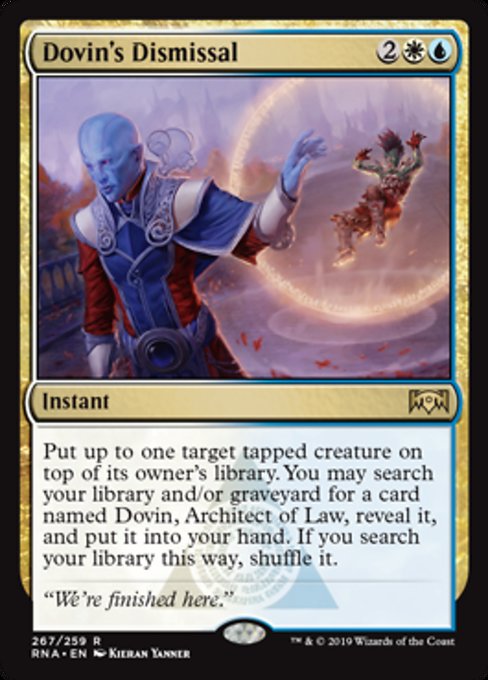 Dovin's Dismissal 2
Instant
Put up to one target tapped creature on
top of its owner's library. You may search
your library and/or graveyard for a card
named Dovin, Architect of Law, reveal it,
and put it into your hand. If you search
your library this way, shuffle it.
“We're finished here.”
267/259 R
RNA • EN Kieran Yanner
™ & © 2019 Wizards of the Coast